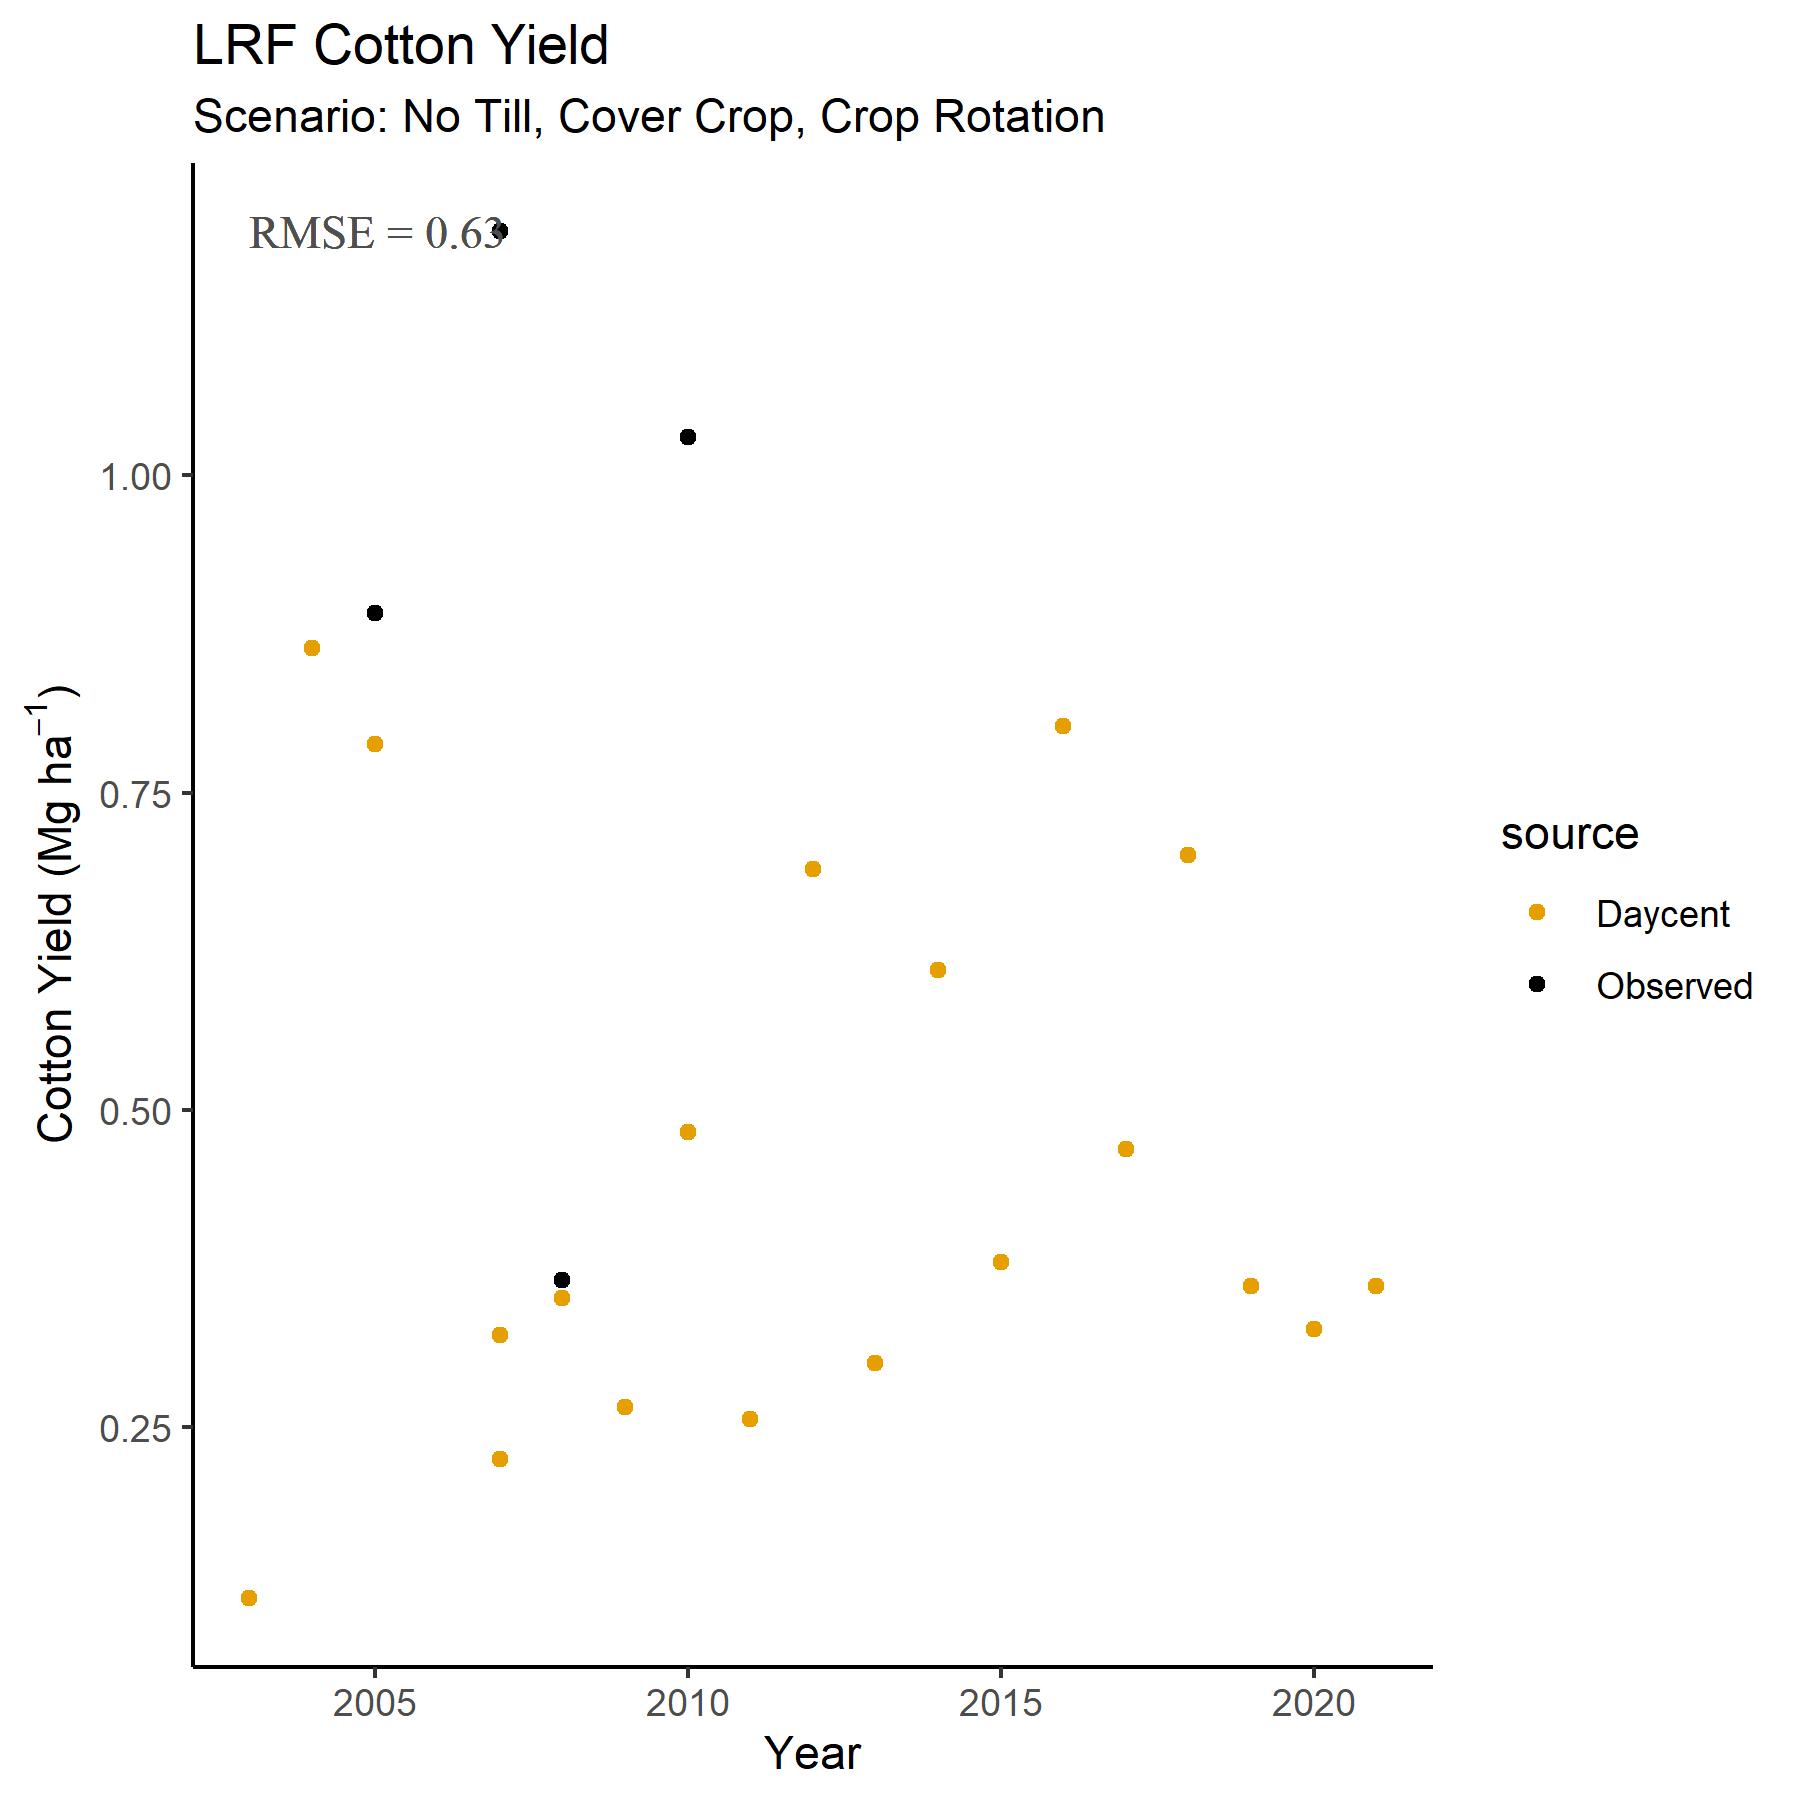 LRF Cotton Yield
Scenario: No Till, Cover Crop, Crop Rotation
RMSE = 0.63
1.00
0.75
0.50
0.25
Cotton Yield (Mg ha⁻¹)
2005 2010 2015 2020
Year
source
Daycent
Observed